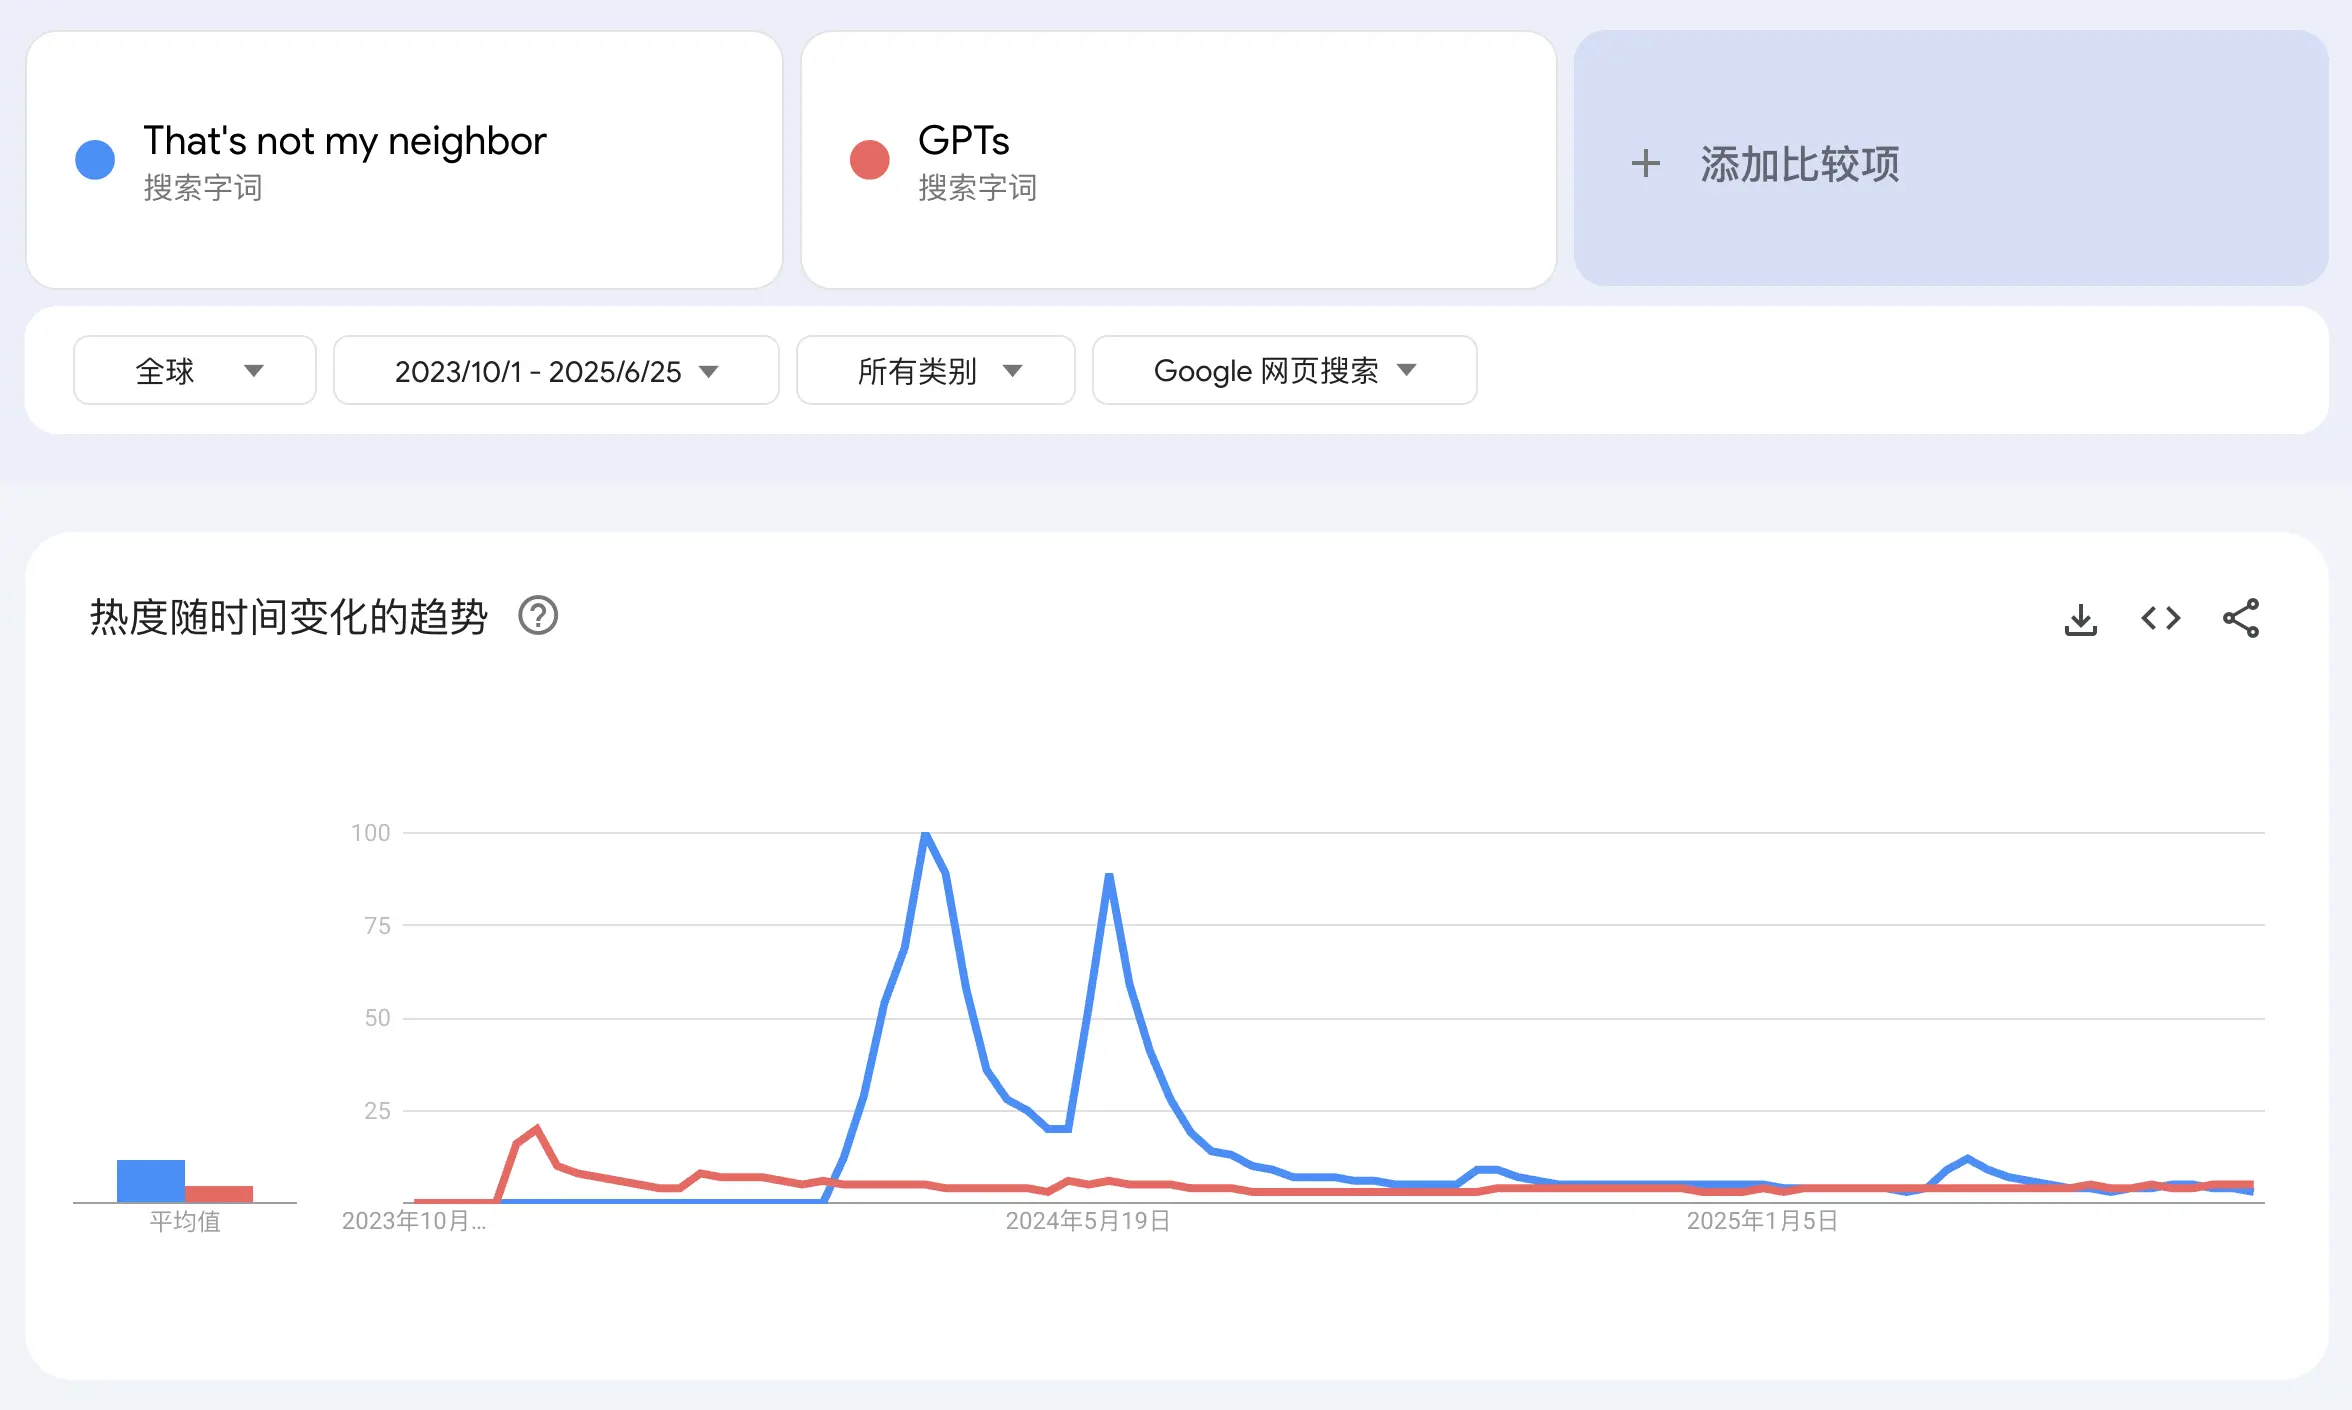 That's not my neighbor
搜索字词
GPTs
搜索字词
+ 添加比较项
全球
2023/10/1 - 2025/6/25
所有类别
Google 网页搜索
热度随时间变化的趋势
100
75
50
25
平均值
2023年10月…
2024年5月19日
2025年1月5日